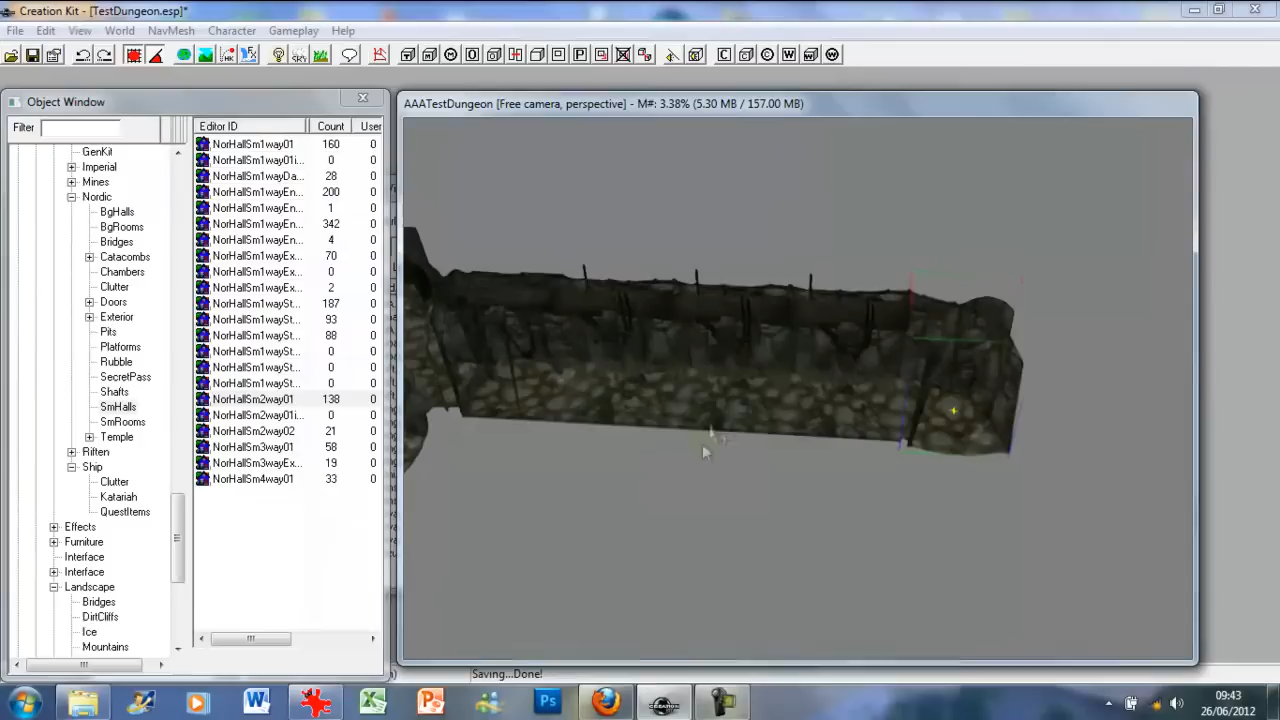 Creation Kit - [TestDungeon.esp]*
File Edit View World NavMesh Character Gameplay Help
Object Window
AAATestDungeon [Free camera, perspective] - M#: 3.38% (5.30 MB / 157.00 MB)
Filter
Editor ID Count User
GenKit
Imperial
Mines
Nordic
BgHalls
BgRooms
Bridges
Catacombs
Chambers
Clutter
Doors
Exterior
Pits
Platforms
Rubble
SecretPass
Shafts
SmHalls
SmRooms
Temple
Riften
Ship
Clutter
Katariah
QuestItems
Effects
Furniture
Interface
Interface
Landscape
Bridges
DirtCliffs
Ice
Mountains
NorHallSm1way01 160 0
NorHallSm1way01i... 0 0
NorHallSm1wayDa... 28 0
NorHallSm1wayEn... 200 0
NorHallSm1wayEn... 1 0
NorHallSm1wayEn... 342 0
NorHallSm1wayEn... 4 0
NorHallSm1wayEx... 70 0
NorHallSm1wayEx... 0 0
NorHallSm1wayEx... 2 0
NorHallSm1waySt... 187 0
NorHallSm1waySt... 93 0
NorHallSm1waySt... 88 0
NorHallSm1waySt... 0 0
NorHallSm1waySt... 0 0
NorHallSm1waySt... 0 0
NorHallSm2way01 138 0
NorHallSm2way01i... 0 0
NorHallSm2way02 21 0
NorHallSm3way01 58 0
NorHallSm3wayEx... 19 0
NorHallSm4way01 33 0
Saving...Done!
09:43
26/06/2012